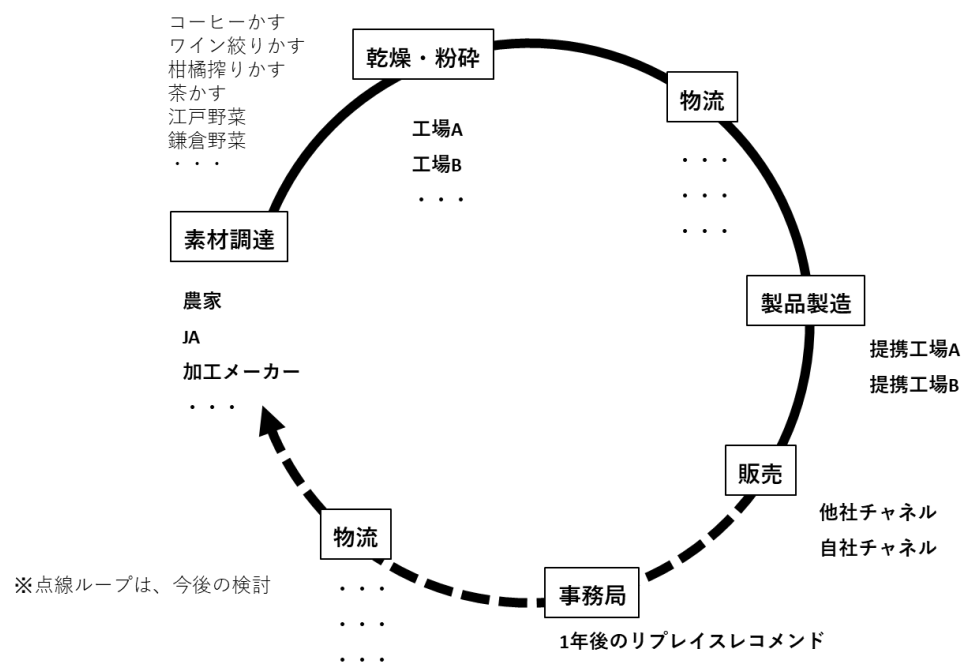 コーヒーかす
ワイン絞りかす
柑橘搾りかす
茶かす
江戸野菜
鎌倉野菜
・・・
乾燥・粉砕
工場A
工場B
・・・
物流
・・・
・・・
・・・
素材調達
農家
JA
加工メーカー
・・・
製品製造
提携工場A
提携工場B
販売
他社チャネル
自社チャネル
事務局
1年後のリプレイスレコメンド
物流
・・・
・・・
・・・
※点線ループは、今後の検討